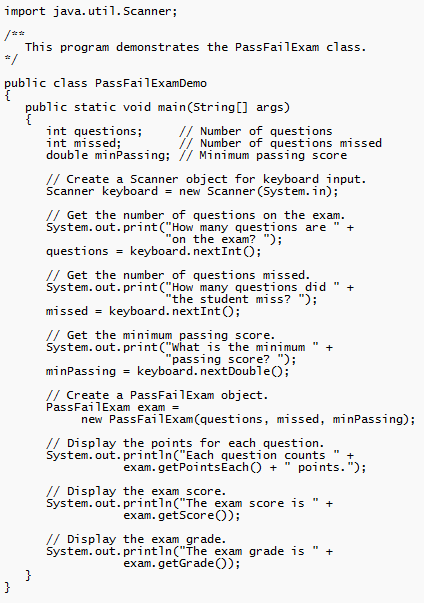 import java.util.Scanner;
/**
This program demonstrates the PassFailExam class.
*/
public class PassFailExamDemo
{
public static void main(String[] args)
{
int questions; // Number of questions
int missed; // Number of questions missed
double minPassing; // Minimum passing score
// Create a Scanner object for keyboard input.
Scanner keyboard = new Scanner(System.in);
// Get the number of questions on the exam.
System.out.print("How many questions are " +
"on the exam? ");
questions = keyboard.nextInt();
// Get the number of questions missed.
System.out.print("How many questions did " +
"the student miss? ");
missed = keyboard.nextInt();
// Get the minimum passing score.
System.out.print("What is the minimum " +
"passing score? ");
minPassing = keyboard.nextDouble();
// Create a PassFailExam object.
PassFailExam exam =
new PassFailExam(questions, missed, minPassing);
// Display the points for each question.
System.out.println("Each question counts " +
exam.getPointsEach() + " points.");
// Display the exam score.
System.out.println("The exam score is " +
exam.getScore());
// Display the exam grade.
System.out.println("The exam grade is " +
exam.getGrade());
}
}